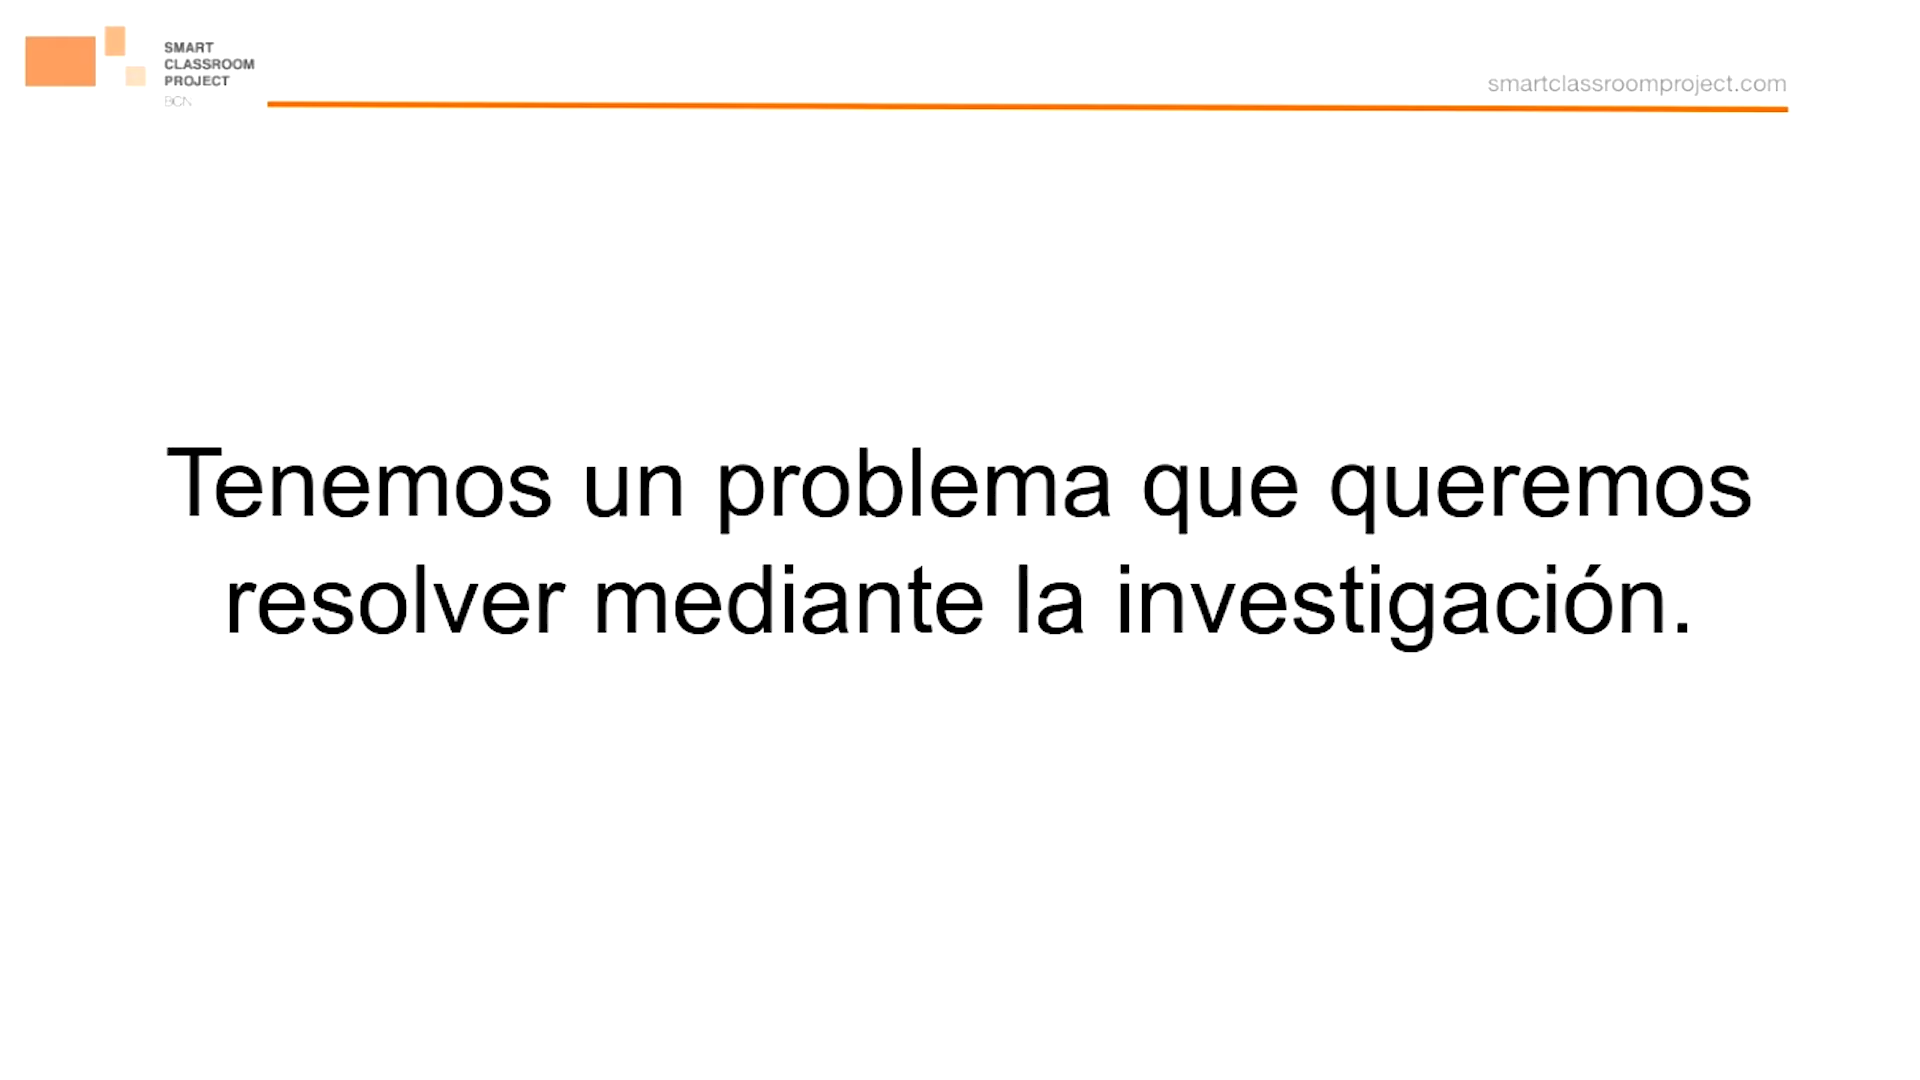 SMART
CLASSROOM
PROJECT
BCN
smartclassroomproject.com
Tenemos un problema que queremos
resolver mediante la investigación.